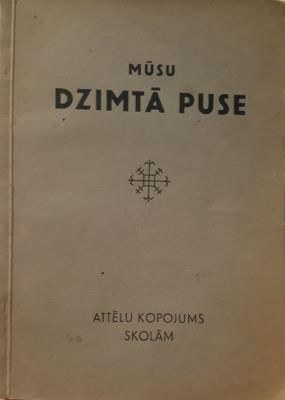 MŪSU
DZIMTĀ PUSE
ATTĒLU KOPOJUMS
SKOLĀM